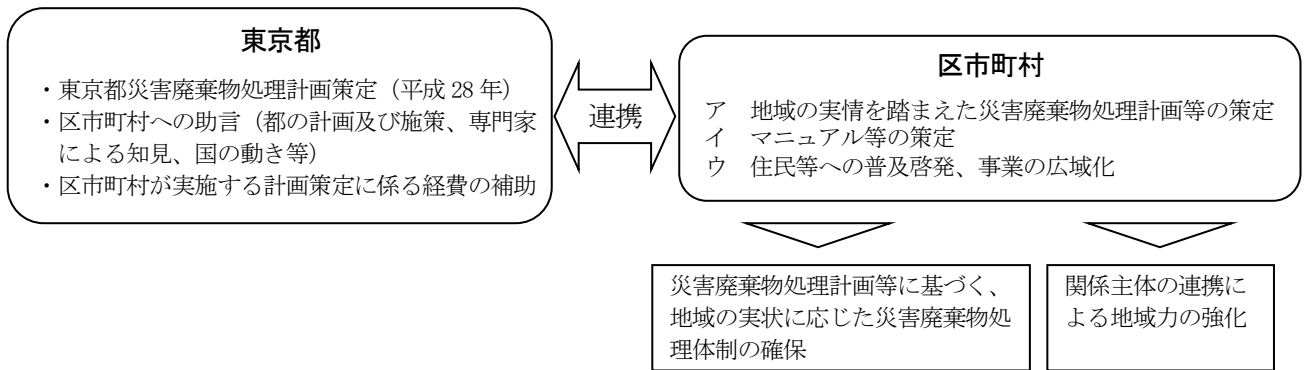 東京都
・東京都災害廃棄物処理計画策定（平成 28 年）
・区市町村への助言（都の計画及び施策、専門家
による知見、国の動き等）
・区市町村が実施する計画策定に係る経費の補助
連携
区市町村
ア　地域の実情を踏まえた災害廃棄物処理計画等の策定
イ　マニュアル等の策定
ウ　住民等への普及啓発、事業の広域化
災害廃棄物処理計画等に基づく、
地域の実状に応じた災害廃棄物処
理体制の確保
関係主体の連携に
よる地域力の強化